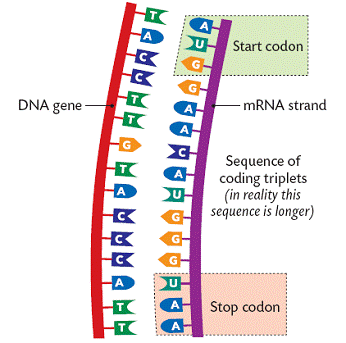 T A
A U
Start codon
C G
C G
DNA gene
T A
mRNA strand
T A
G C
Sequence of
T A
coding triplets
A U
(in reality this
C G
sequence is longer)
C G
C G
A U
T A
Stop codon
T A